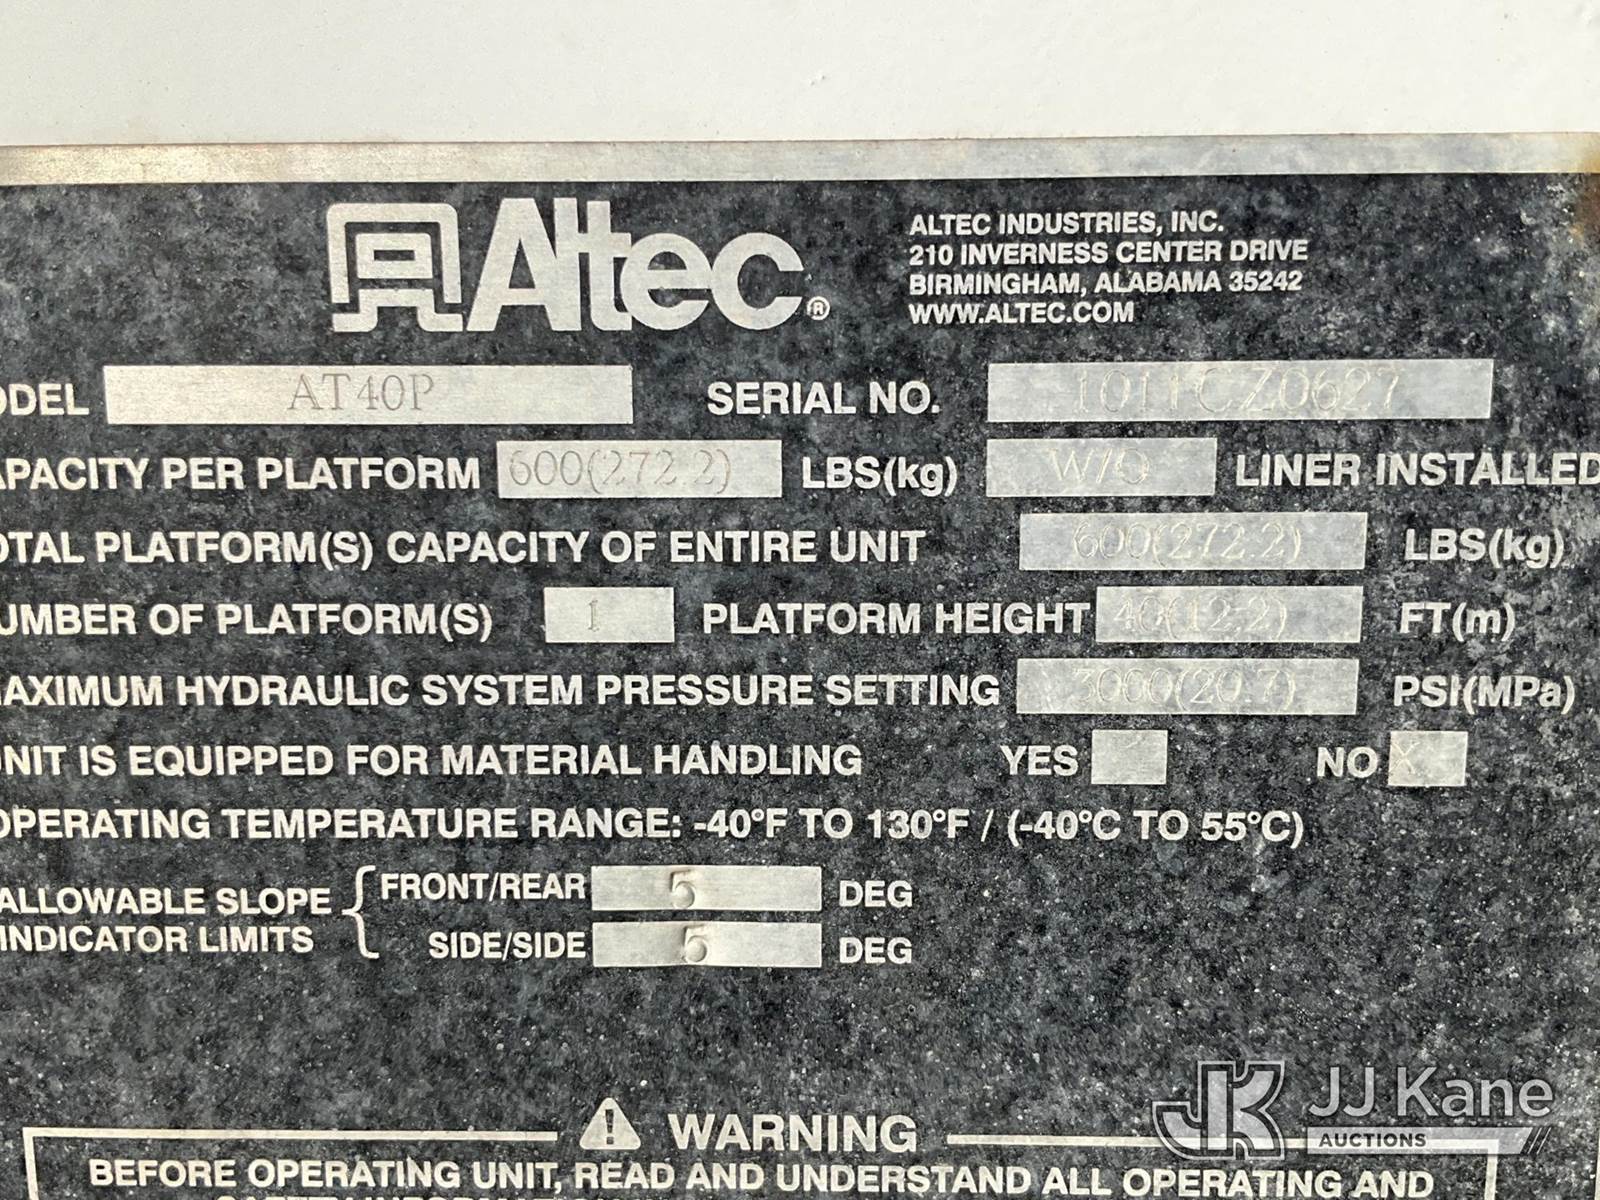 Altec®
ALTEC INDUSTRIES, INC.
210 INVERNESS CENTER DRIVE
BIRMINGHAM, ALABAMA 35242
WWW.ALTEC.COM
ODEL AT40P SERIAL NO. 1011CZ0627
APACITY PER PLATFORM 600(272.2) LBS(kg) W/O LINER INSTALLED
OTAL PLATFORM(S) CAPACITY OF ENTIRE UNIT 600(272.2) LBS(kg)
UMBER OF PLATFORM(S) 1 PLATFORM HEIGHT 40(12.2) FT(m)
AXIMUM HYDRAULIC SYSTEM PRESSURE SETTING 3000(20.7) PSI(MPa)
NIT IS EQUIPPED FOR MATERIAL HANDLING YES NO X
OPERATING TEMPERATURE RANGE: -40°F TO 130°F / (-40°C TO 55°C)
ALLOWABLE SLOPE INDICATOR LIMITS
FRONT/REAR 5 DEG
SIDE/SIDE 5 DEG
WARNING
BEFORE OPERATING UNIT, READ AND UNDERSTAND ALL OPERATING AND
JK JJ Kane
AUCTIONS